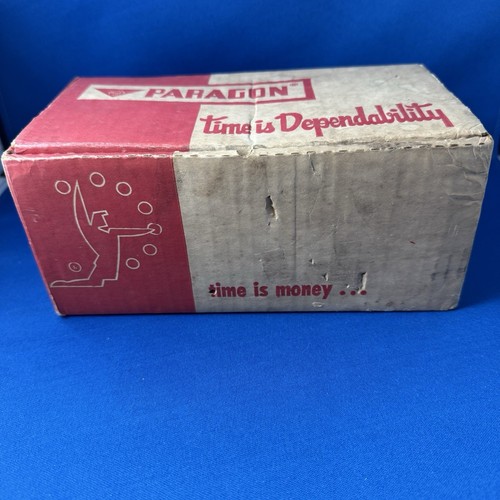 PARAGON
time is Dependability
time is money ...